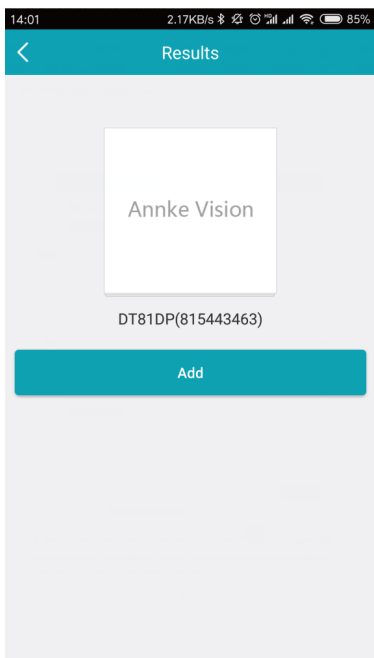 14:01 2.17KB/s 85%
Results
Annke Vision
DT81DP(815443463)
Add